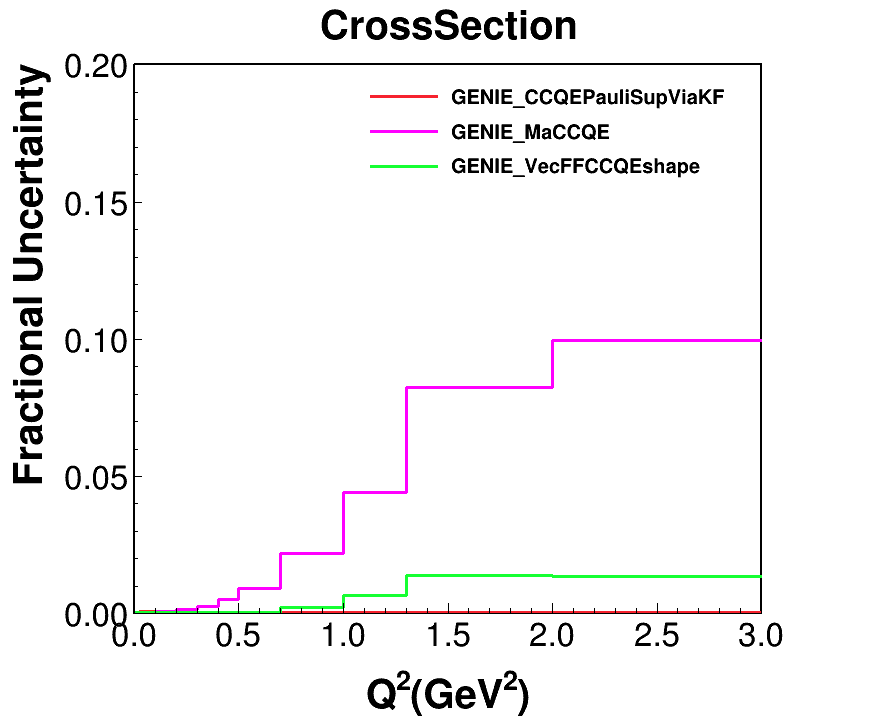 CrossSection
Fractional Uncertainty
0.20
0.15
0.10
0.05
0.00
GENIE_CCQEPauliSupViaKF
GENIE_MaCCQE
GENIE_VecFFCCQEshape
0.0 0.5 1.0 1.5 2.0 2.5 3.0
Q²(GeV²)